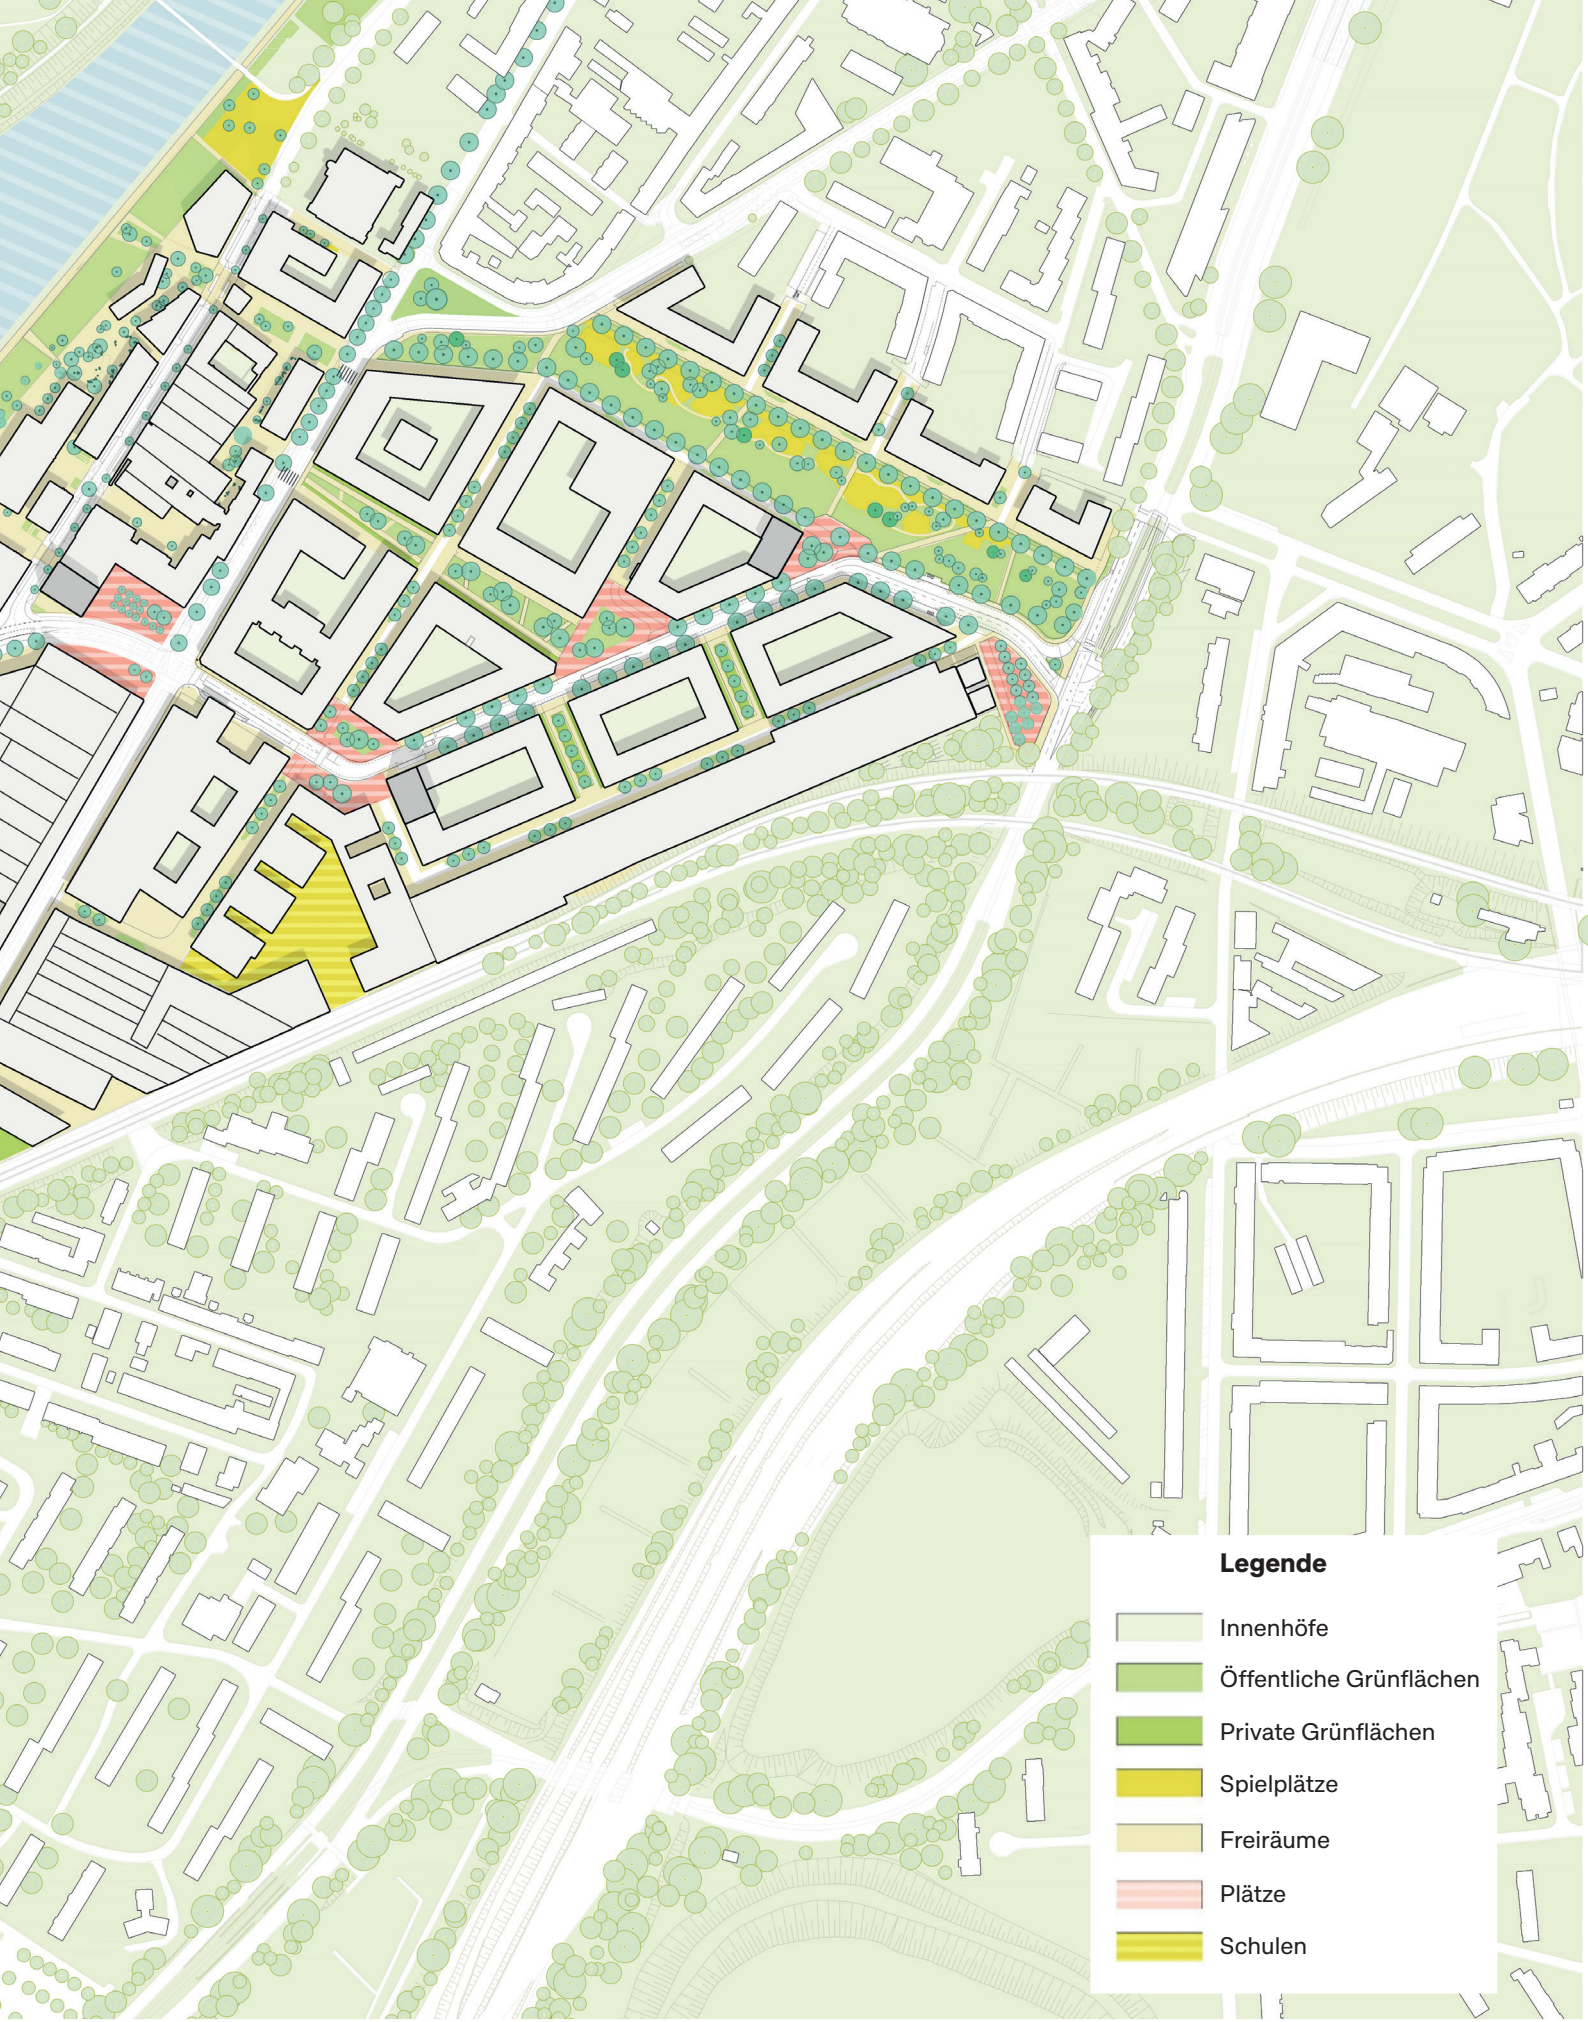 Legende
Innenhöfe
Öffentliche Grünflächen
Private Grünflächen
Spielplätze
Freiräume
Plätze
Schulen